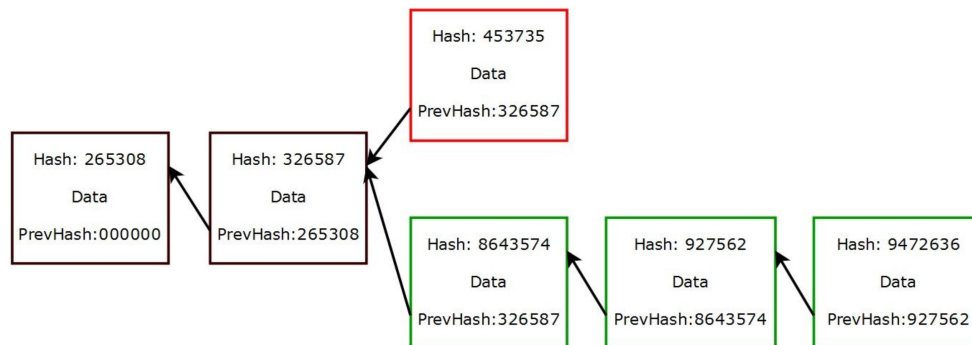 Hash: 453735
Data
PrevHash:326587
Hash: 265308
Data
PrevHash:000000
Hash: 326587
Data
PrevHash:265308
Hash: 8643574
Data
PrevHash:326587
Hash: 927562
Data
PrevHash:8643574
Hash: 9472636
Data
PrevHash:927562